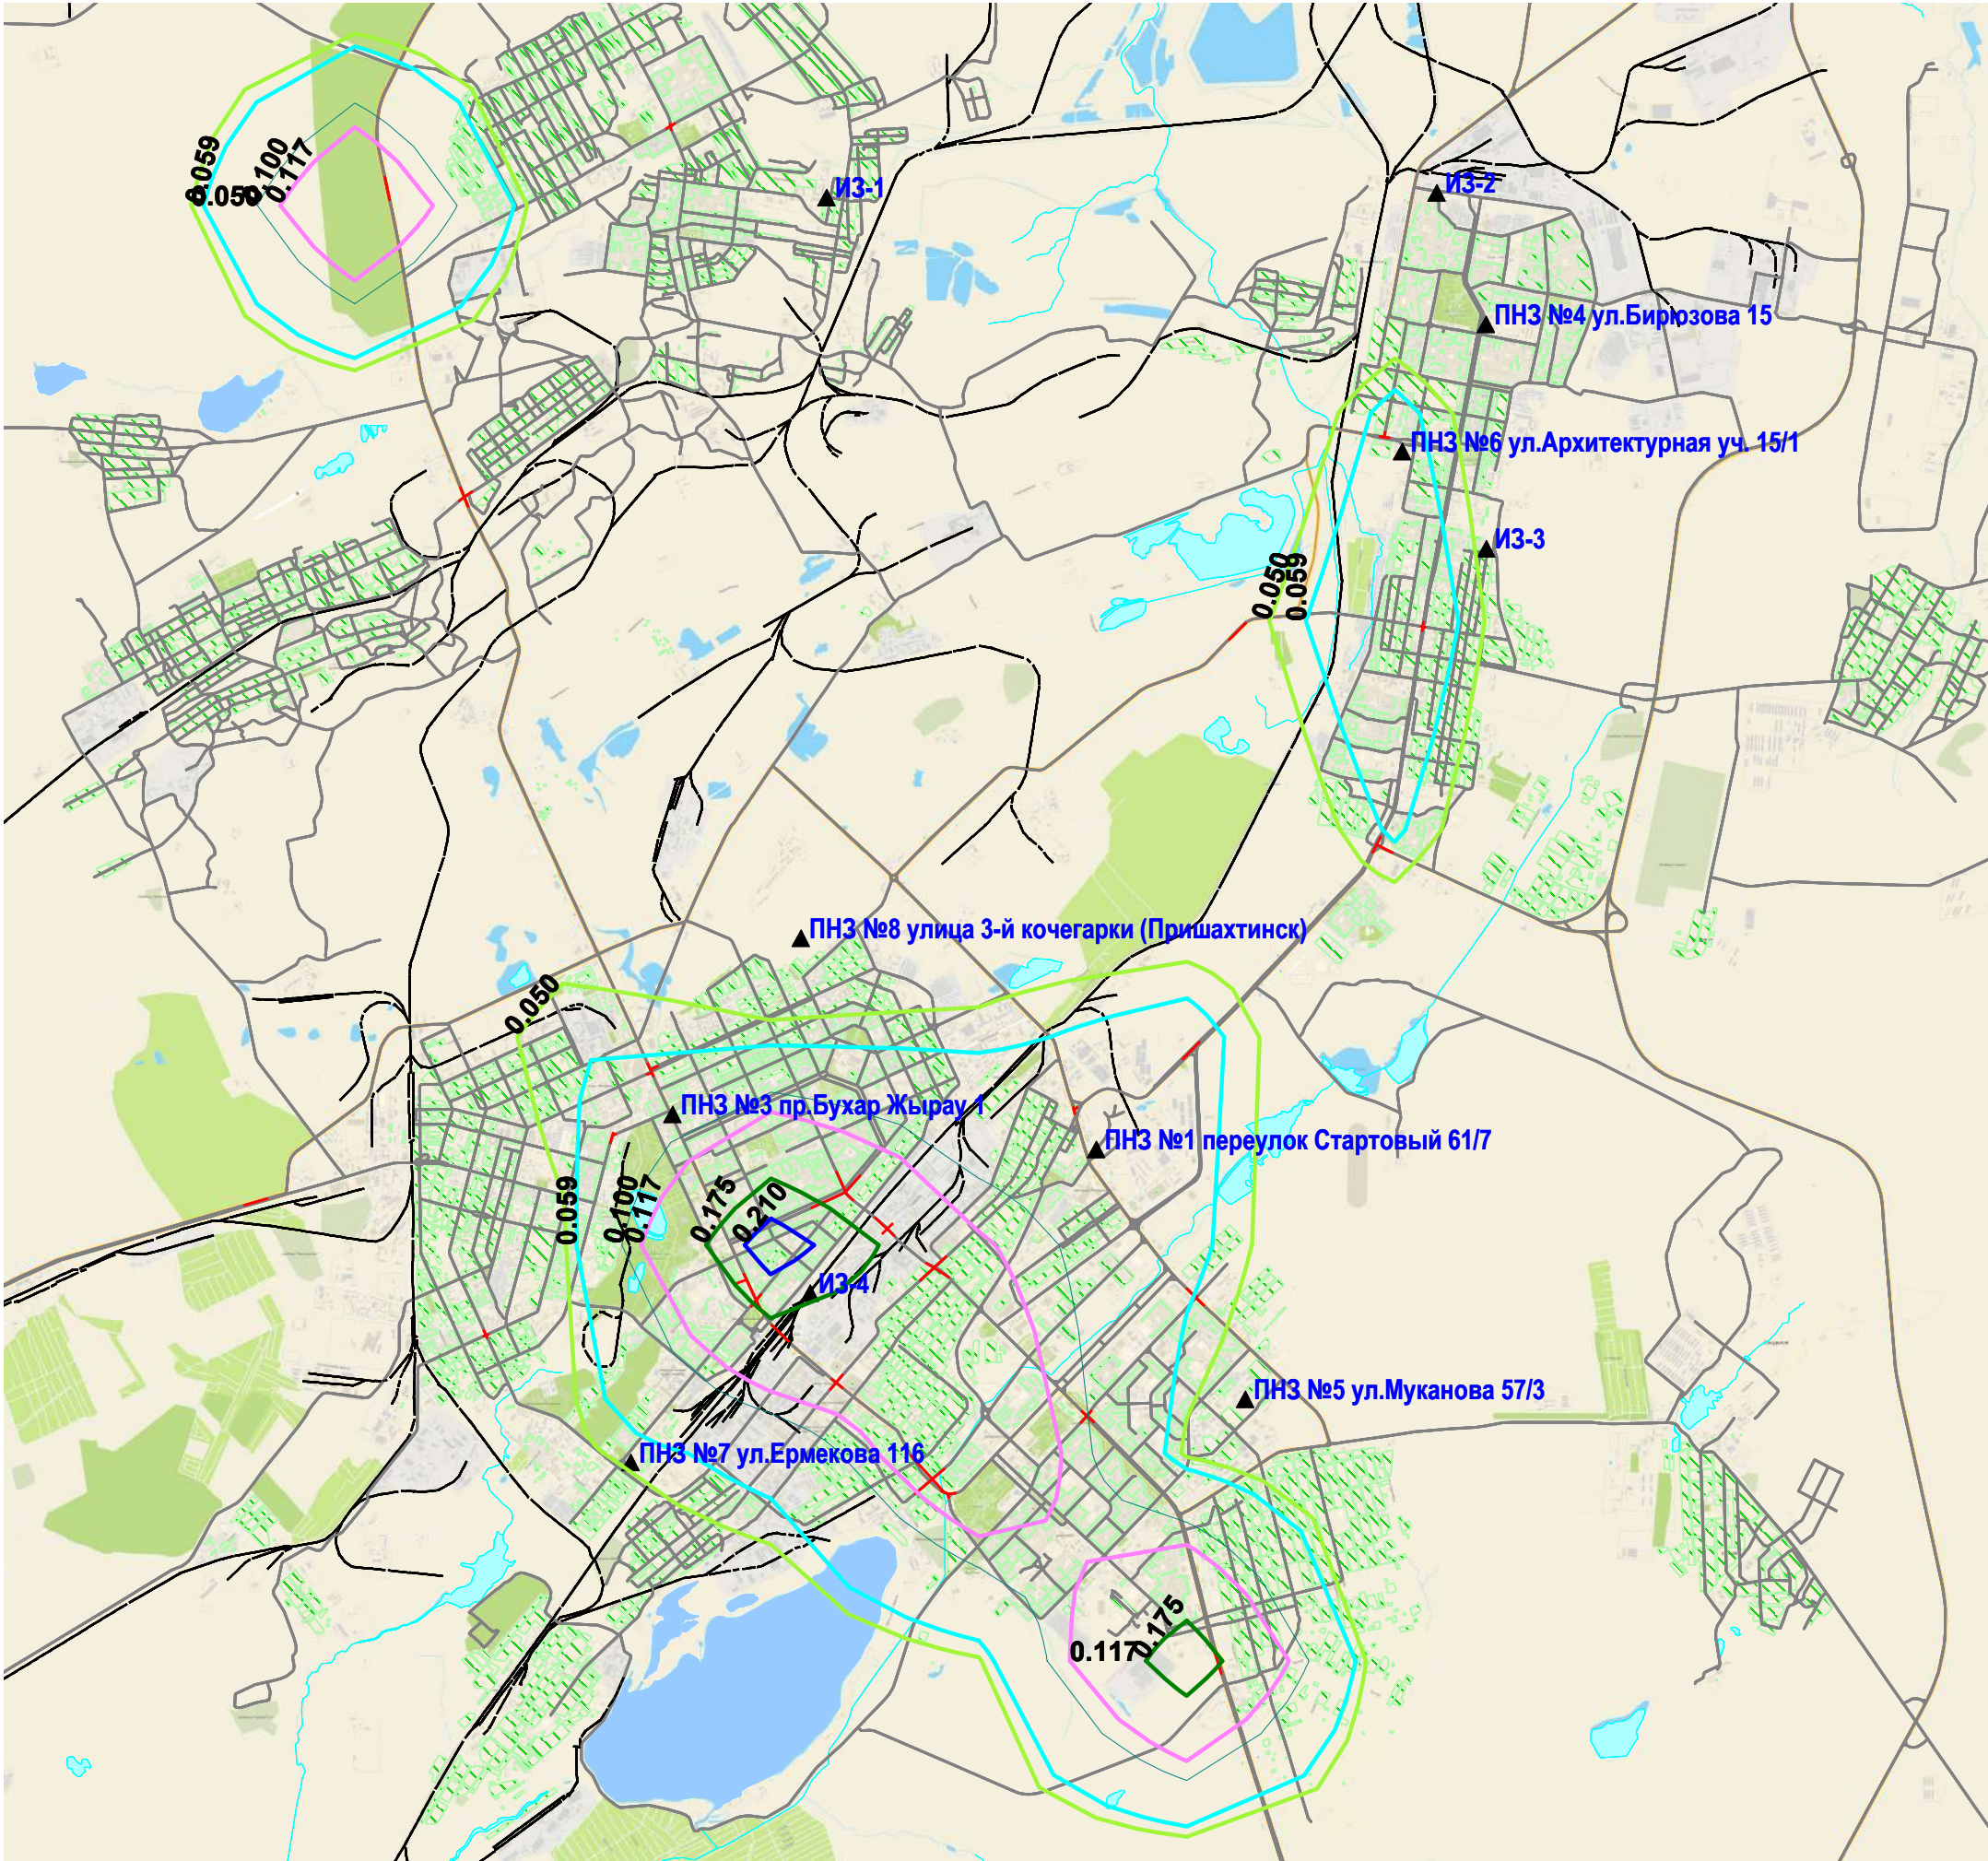 0.059
0.050
0.100
0.117
ИЗ-1
ИЗ-2
ПНЗ №4 ул.Бирюзова 15
ПНЗ №6 ул.Архитектурная уч. 15/1
ИЗ-3
0.050
0.059
ПНЗ №8 улица 3-й кочегарки (Пришахтинск)
0.050
ПНЗ №3 пр.Бухар Жырау 1
ПНЗ №1 переулок Стартовый 61/7
0.059
0.100
0.117
0.175
0.210
ИЗ-4
ПНЗ №5 ул.Муканова 57/3
ПНЗ №7 ул.Ермекова 116
0.117
0.175